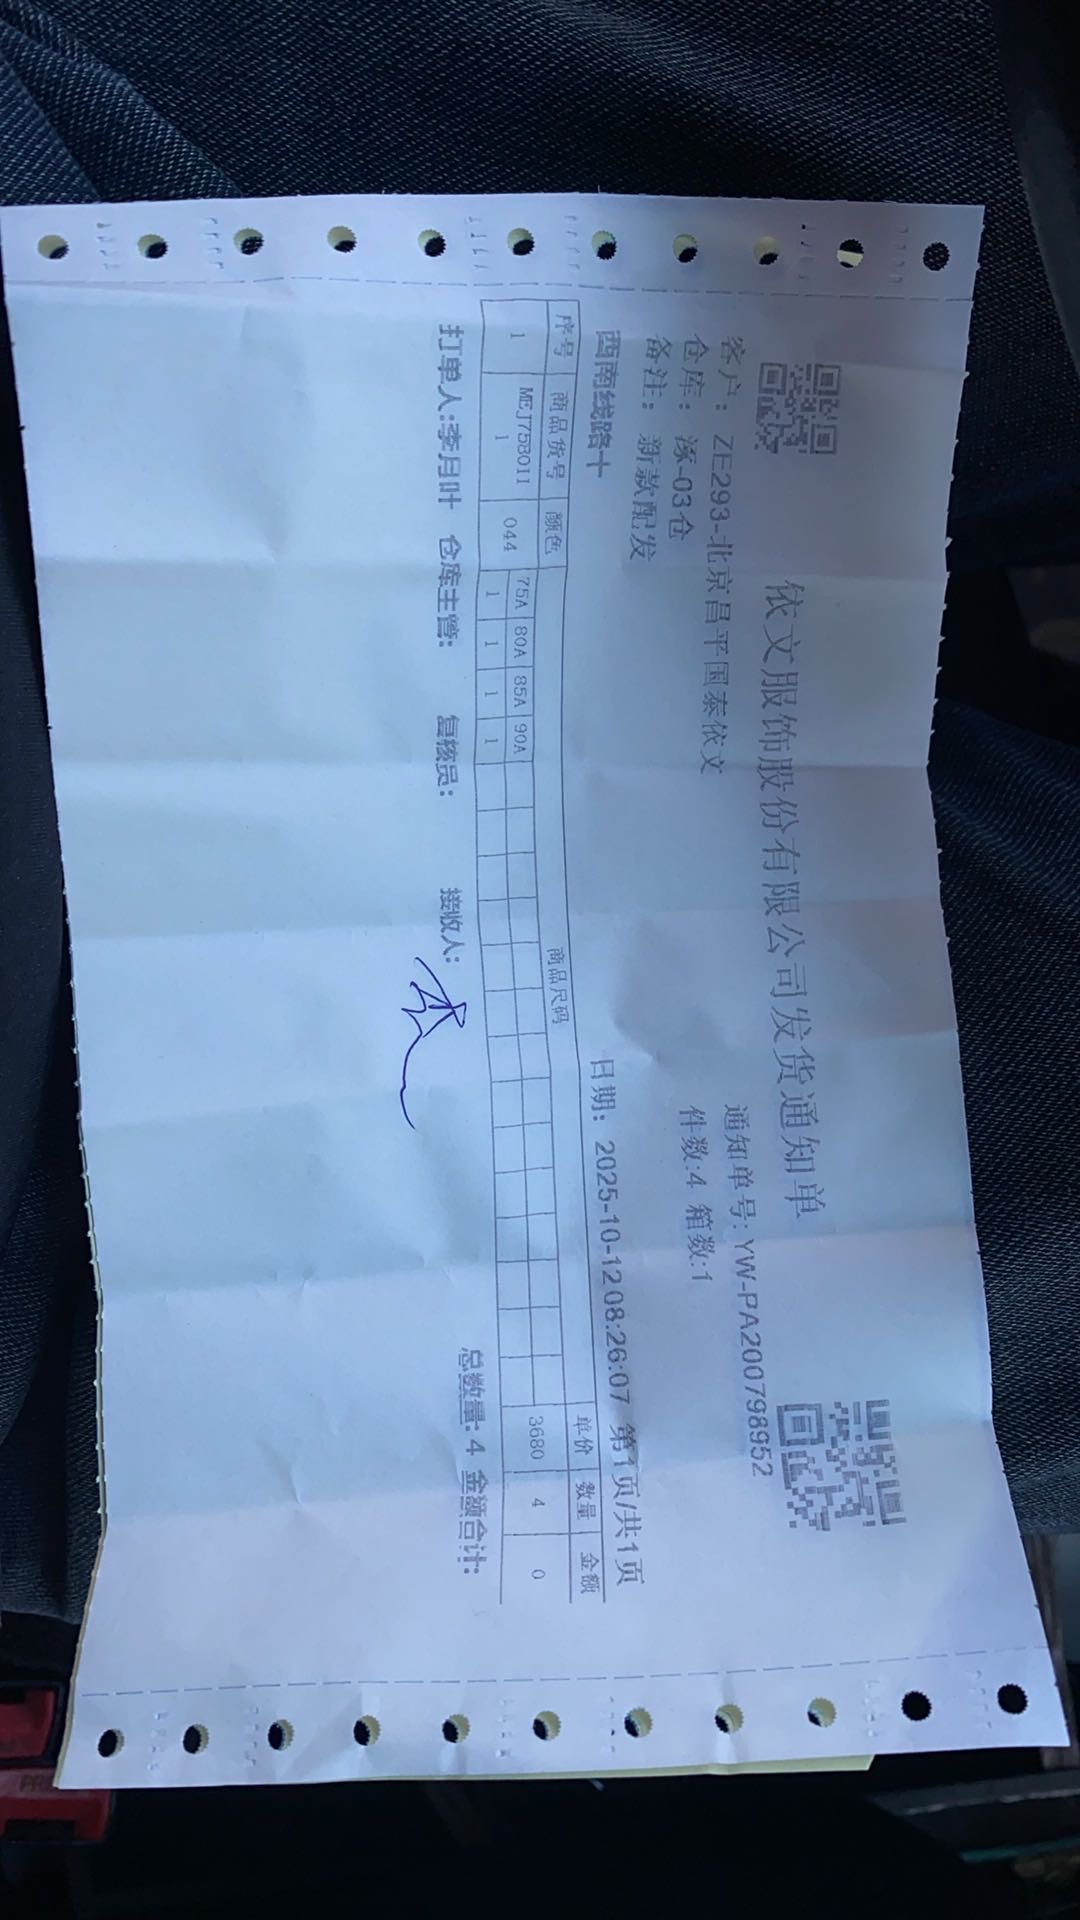 依文服饰股份有限公司发货通知单
客户：ZE293-北京昌平国泰依文 通知单号:YW-PA200798952
仓库：涿-03仓 件数:4 箱数:1
备注：新款配发
西南线路十 日期：2025-10-12 08:26:07 第1页/共1页
序号 商品货号 颜色 商品尺码 单价 数量 金额
1 MEJ758011 044 75A 80A 85A 90A 3680 4 0
1 1 1 1 1
打单人:李月叶 仓库主管: 复核员: 接收人: 总数量:4 金额合计: